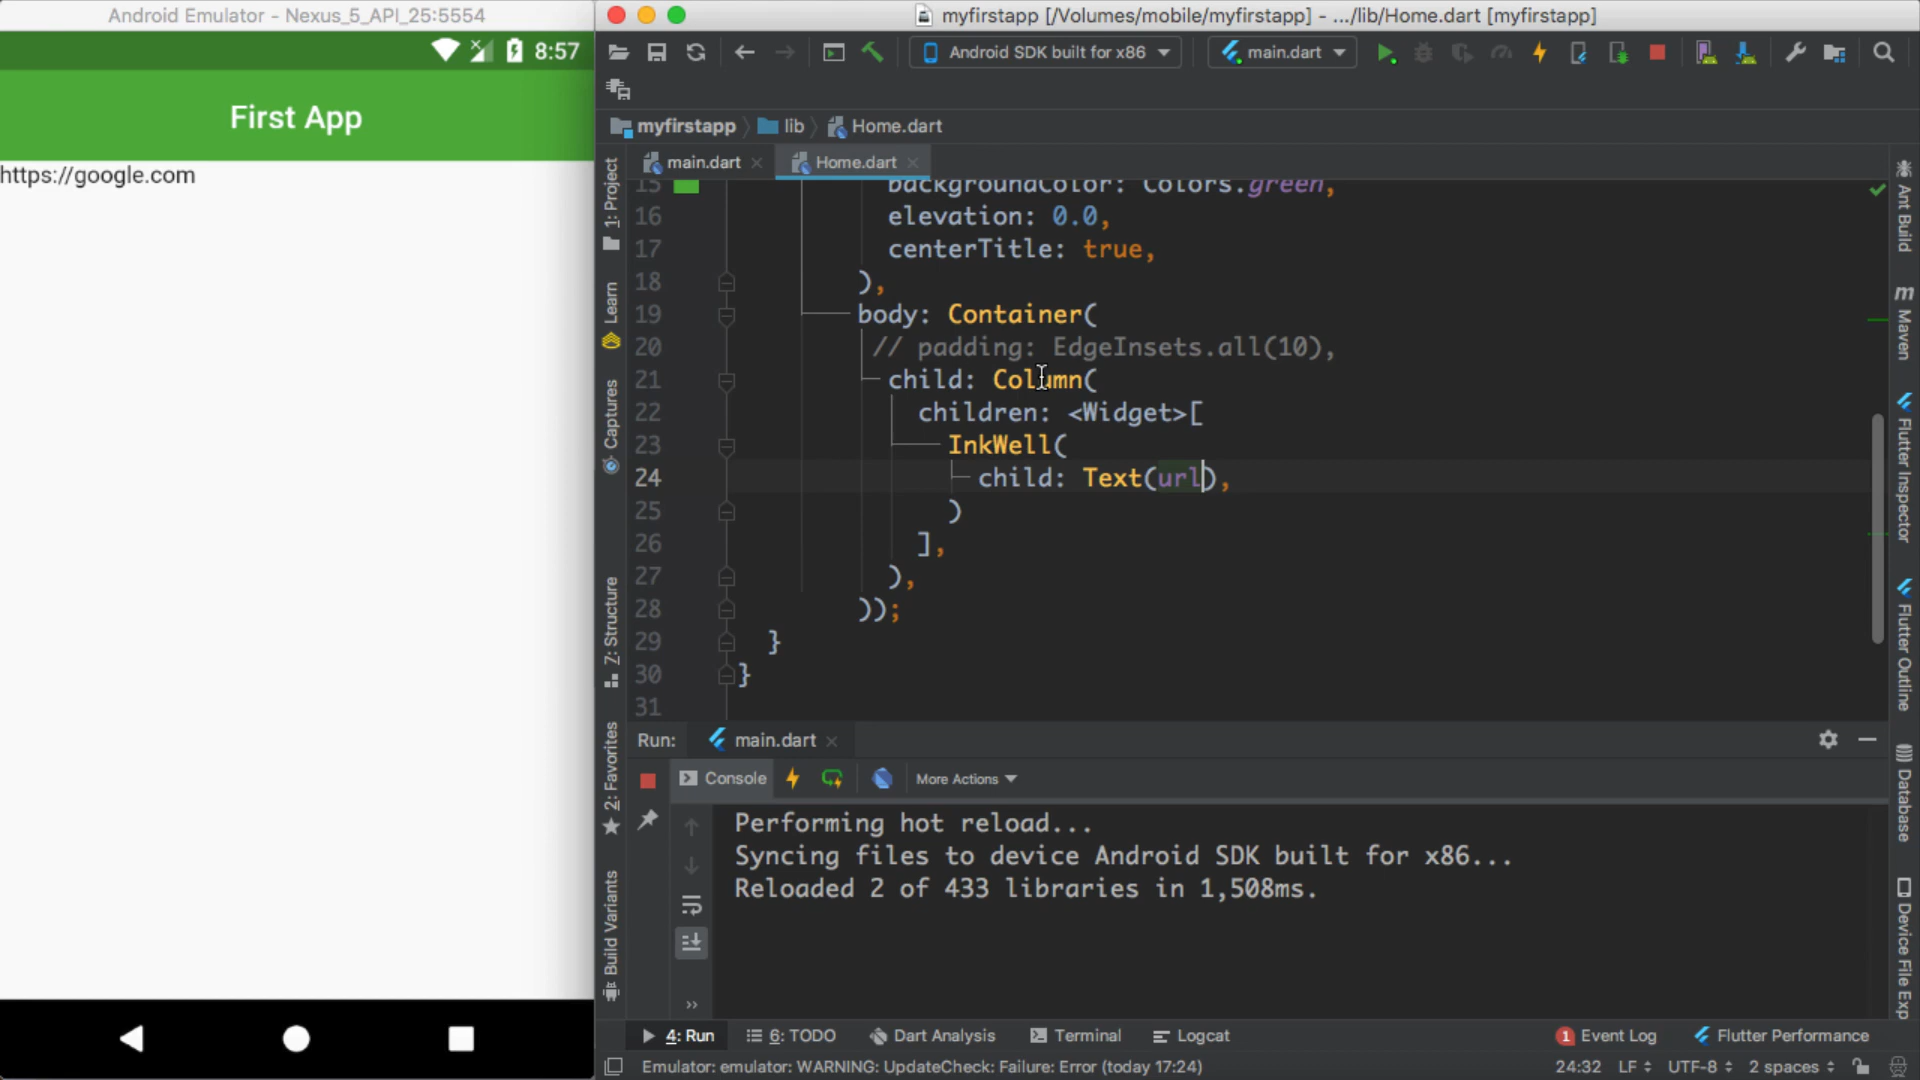 Android Emulator - Nexus_5_API_25:5554
8:57
First App
https://google.com
myfirstapp [/Volumes/mobile/myfirstapp] - .../lib/Home.dart [myfirstapp]
Android SDK built for x86
main.dart
myfirstapp
lib
Home.dart
main.dart
Home.dart
1: Project
Learn
Captures
Z: Structure
2: Favorites
Build Variants
15 backgroundColor: Colors.green,
16 elevation: 0.0,
17 centerTitle: true,
18 ),
19 body: Container(
20 // padding: EdgeInsets.all(10),
21 child: Column(
22 children: <Widget>[
23 InkWell(
24 child: Text(url),
25 )
26 ],
27 ),
28 ));
29 }
30 }
31
Ant Build
m Maven
Flutter Inspector
Flutter Outline
Database
Device File Exp
Run: main.dart
Console
More Actions
Performing hot reload...
Syncing files to device Android SDK built for x86...
Reloaded 2 of 433 libraries in 1,508ms.
4: Run
6: TODO
Dart Analysis
Terminal
Logcat
1 Event Log
Flutter Performance
Emulator: emulator: WARNING: UpdateCheck: Failure: Error (today 17:24)
24:32
LF
UTF-8
2 spaces